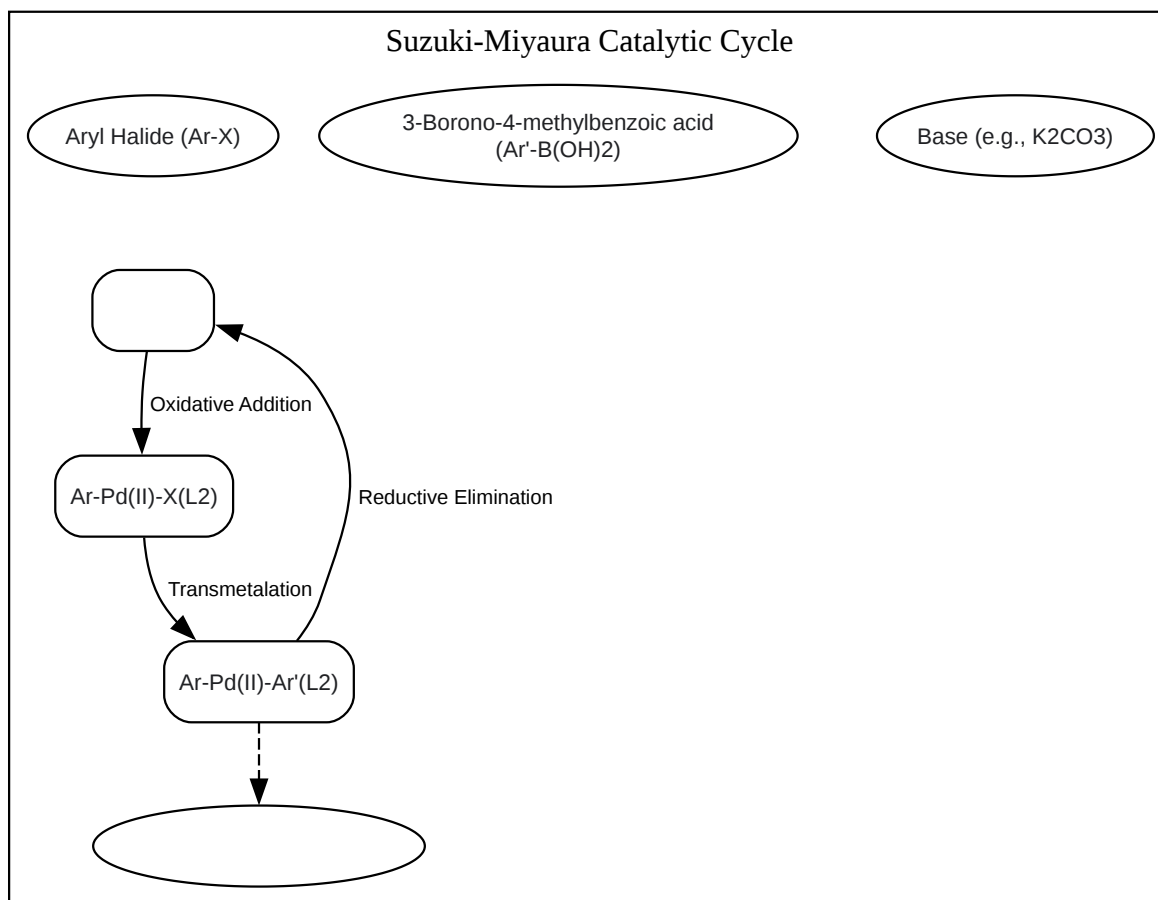 Suzuki-Miyaura Catalytic Cycle
Aryl Halide (Ar-X)
3-Borono-4-methylbenzoic acid
(Ar'-B(OH)2)
Base (e.g., K2CO3)
Oxidative Addition
Ar-Pd(II)-X(L2)
Reductive Elimination
Transmetalation
Ar-Pd(II)-Ar'(L2)